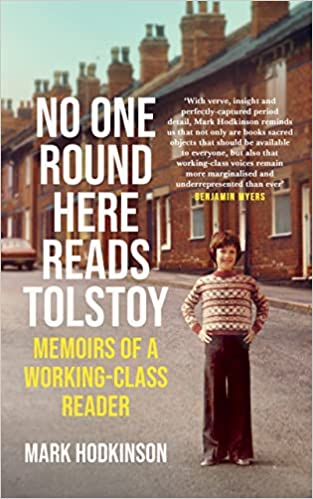 NO ONE
ROUND
HERE
READS
TOLSTOY
MEMOIRS OF A
WORKING-CLASS
READER
MARK HODKINSON
'With verve, insight and
perfectly-captured period
detail, Mark Hodkinson reminds
us that not only are books sacred
objects that should be available
to everyone, but also that
working-class voices remain
more marginalised and
underrepresented than ever'
BENJAMIN MYERS